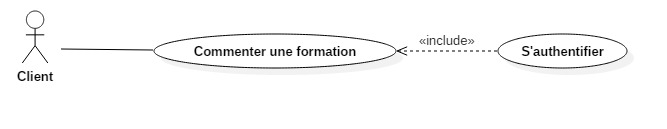 «include»
Commenter une formation
S'authentifier
Client